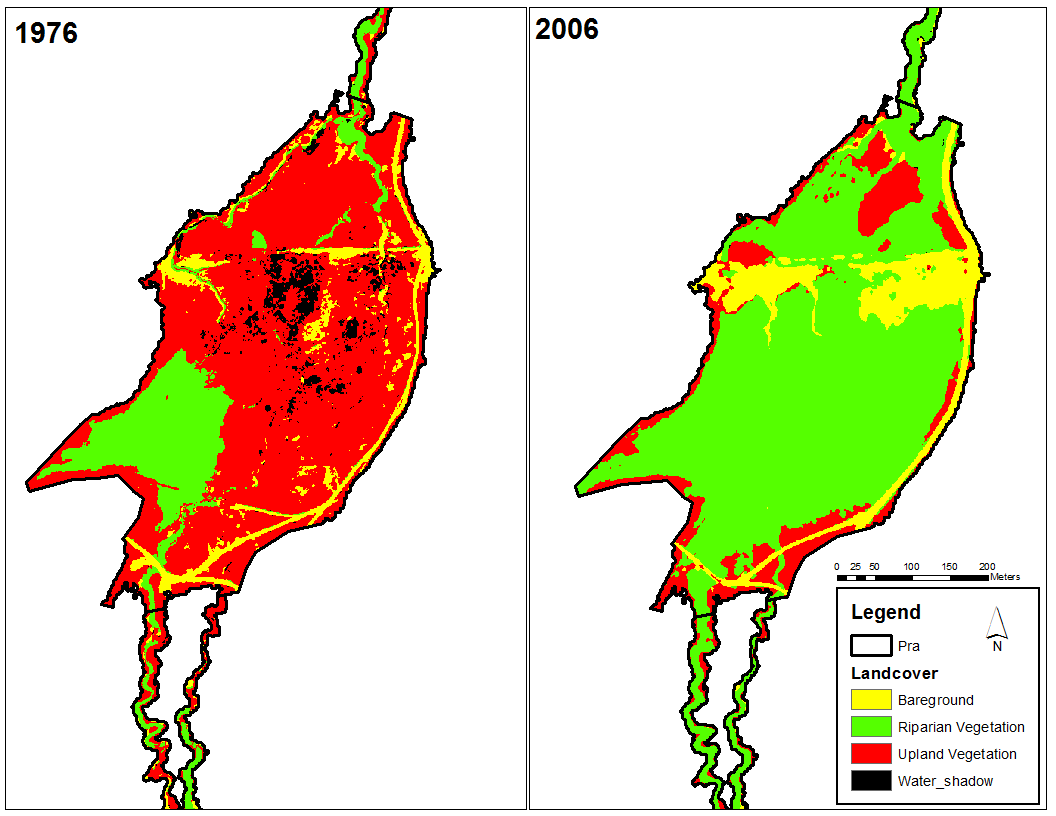 1976
2006
0 25 50 100 150 200
Meters
Legend
N
Pra
Landcover
Bareground
Riparian Vegetation
Upland Vegetation
Water_shadow